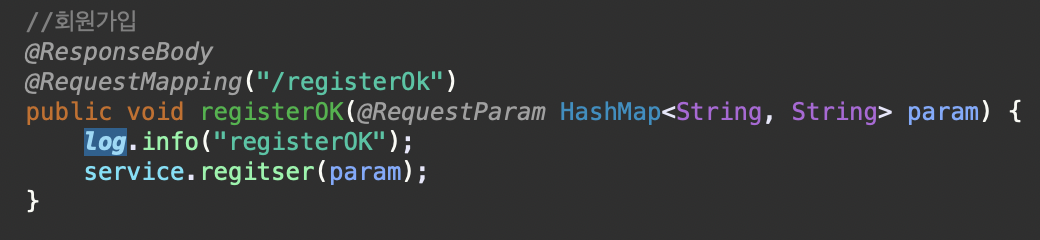 //회원가입
@ResponseBody
@RequestMapping("/registerOk")
public void registerOK(@RequestParam HashMap<String, String> param) {
    log.info("registerOK");
    service.regitser(param);
}